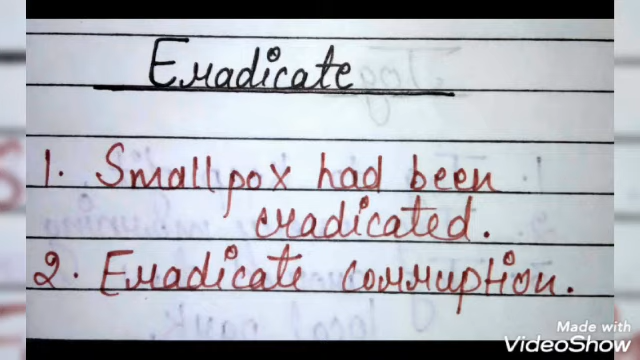 Eradicate
1. Smallpox had been
eradicated.
2. Eradicate corruption.
Made with
VideoShow